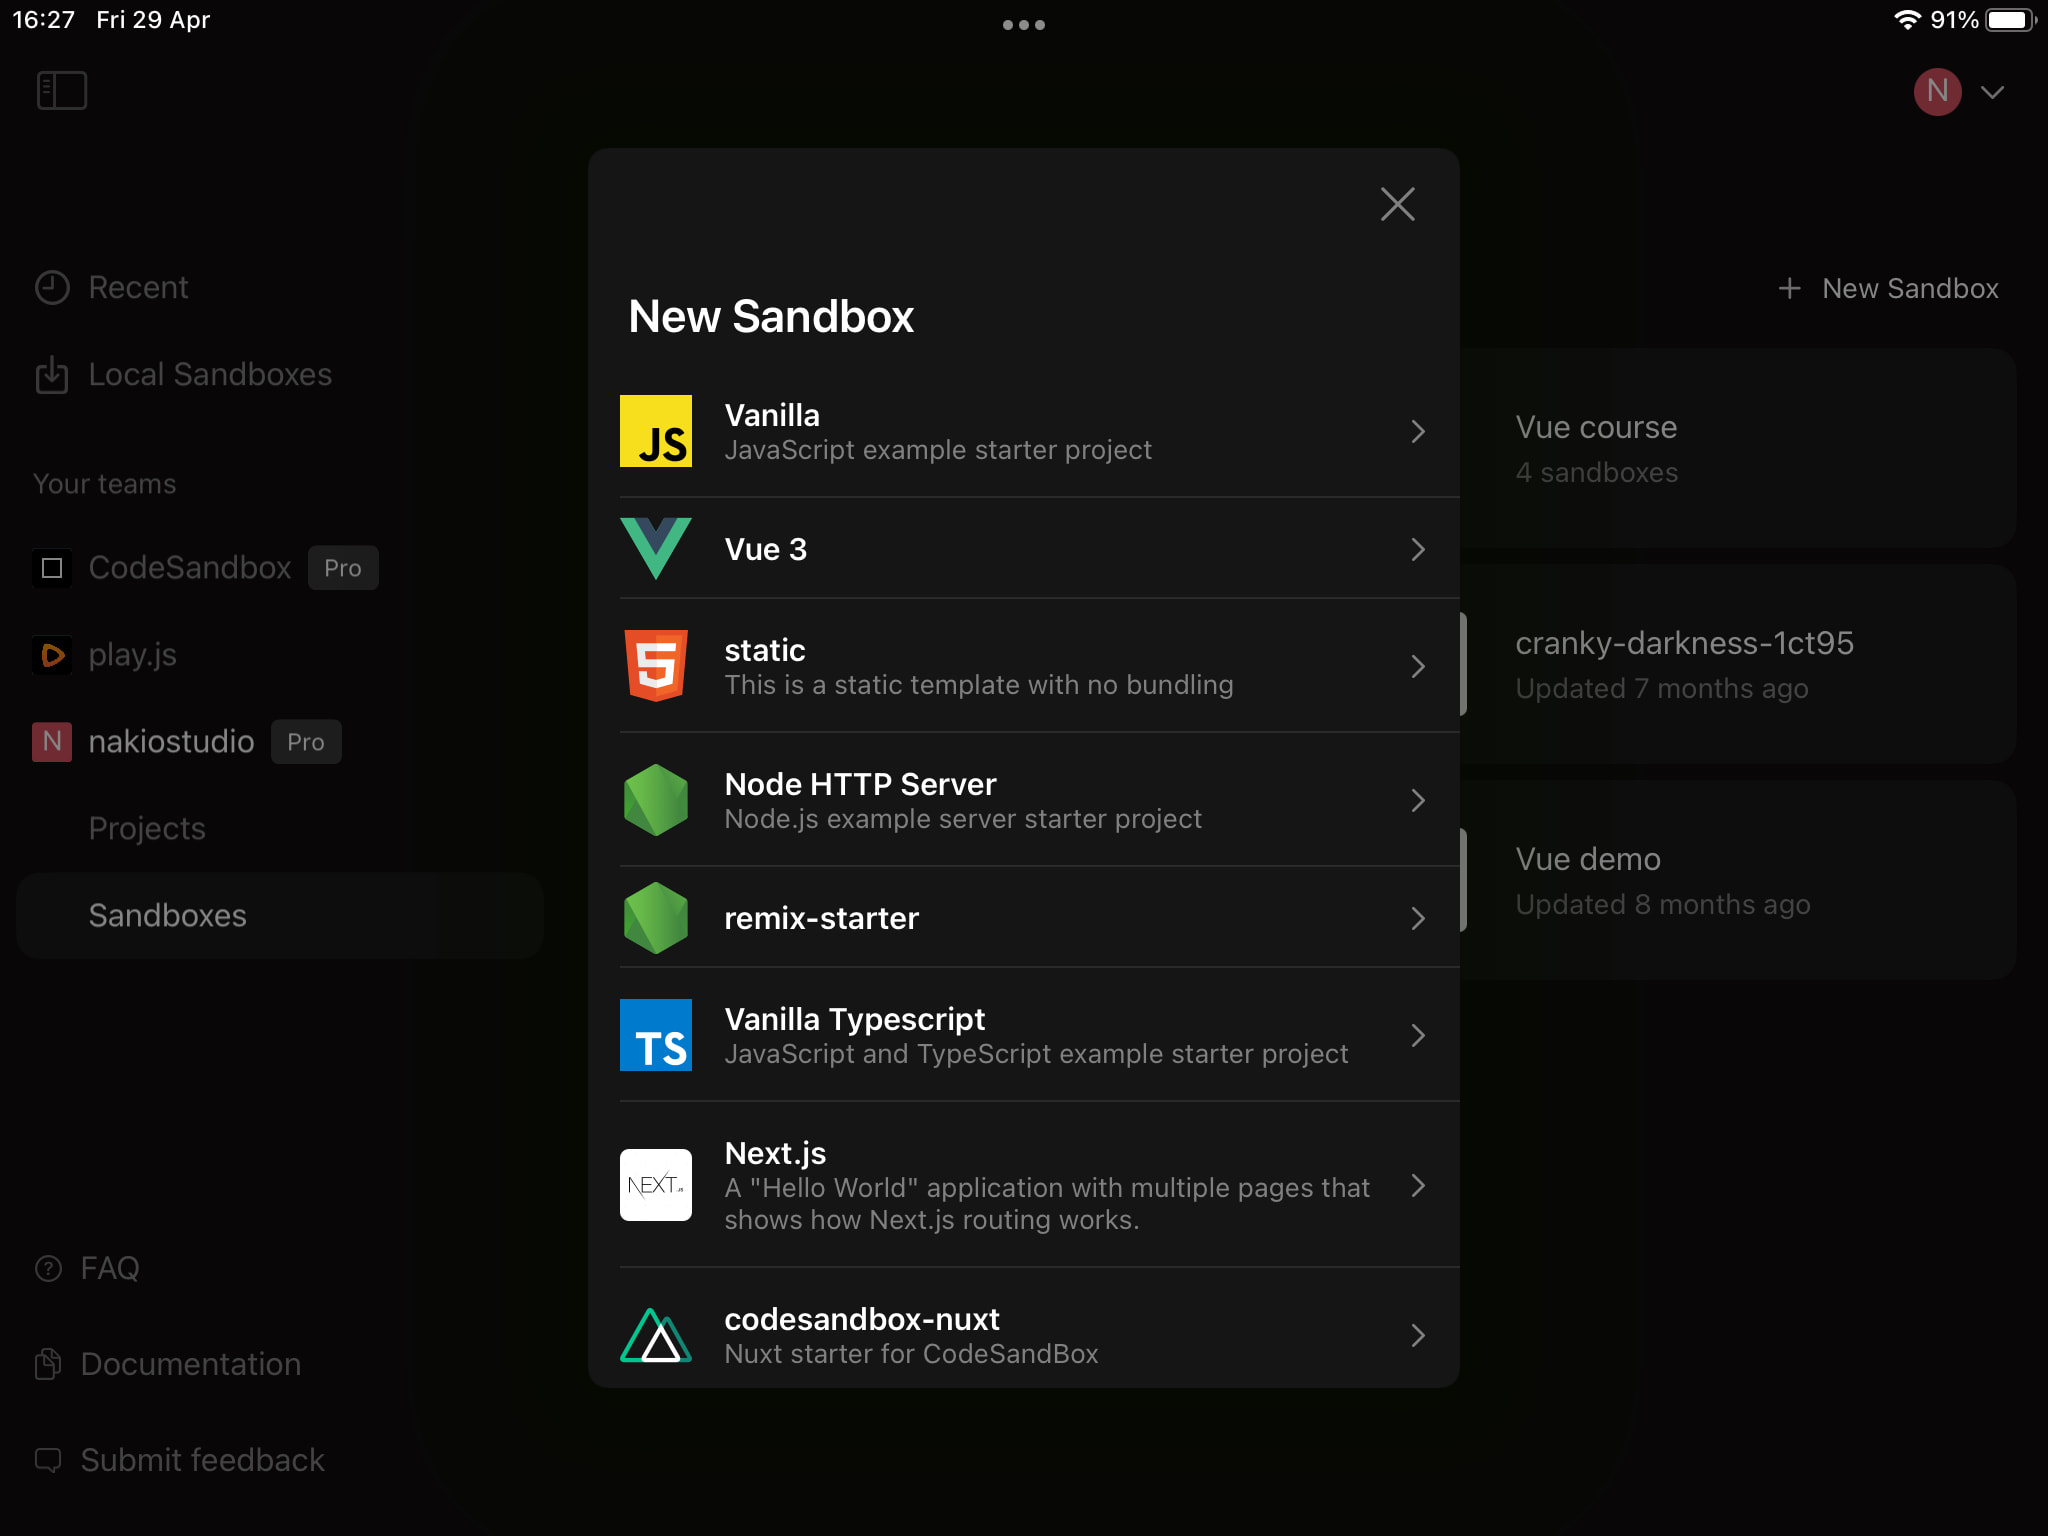 16:27 Fri 29 Apr
91%
N
Recent
Local Sandboxes
Your teams
CodeSandbox Pro
play.js
N nakiostudio Pro
Projects
Sandboxes
FAQ
Documentation
Submit feedback
New Sandbox
JS
Vanilla
JavaScript example starter project
Vue 3
5
static
This is a static template with no bundling
Node HTTP Server
Node.js example server starter project
remix-starter
TS
Vanilla Typescript
JavaScript and TypeScript example starter project
NEXT.JS
Next.js
A "Hello World" application with multiple pages that
shows how Next.js routing works.
codesandbox-nuxt
Nuxt starter for CodeSandBox
+ New Sandbox
Vue course
4 sandboxes
cranky-darkness-1ct95
Updated 7 months ago
Vue demo
Updated 8 months ago